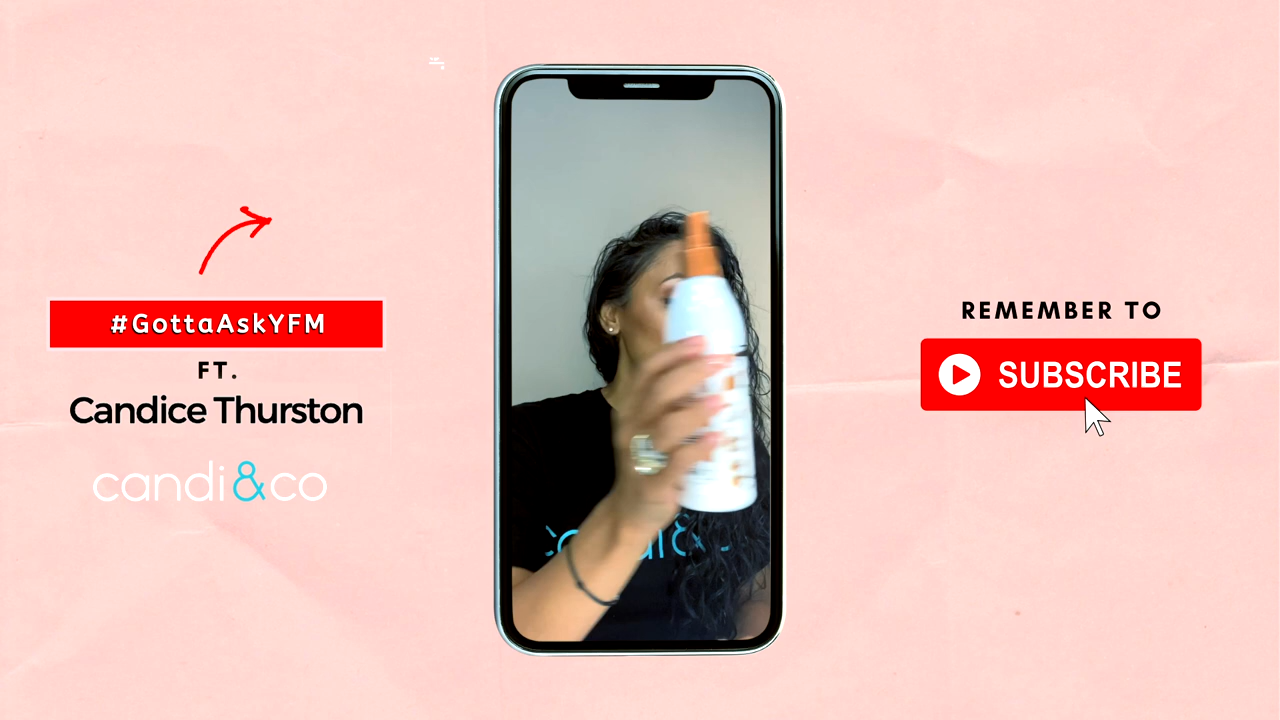 #GottaAskYFM
FT.
Candice Thurston
candi&co
REMEMBER TO
SUBSCRIBE